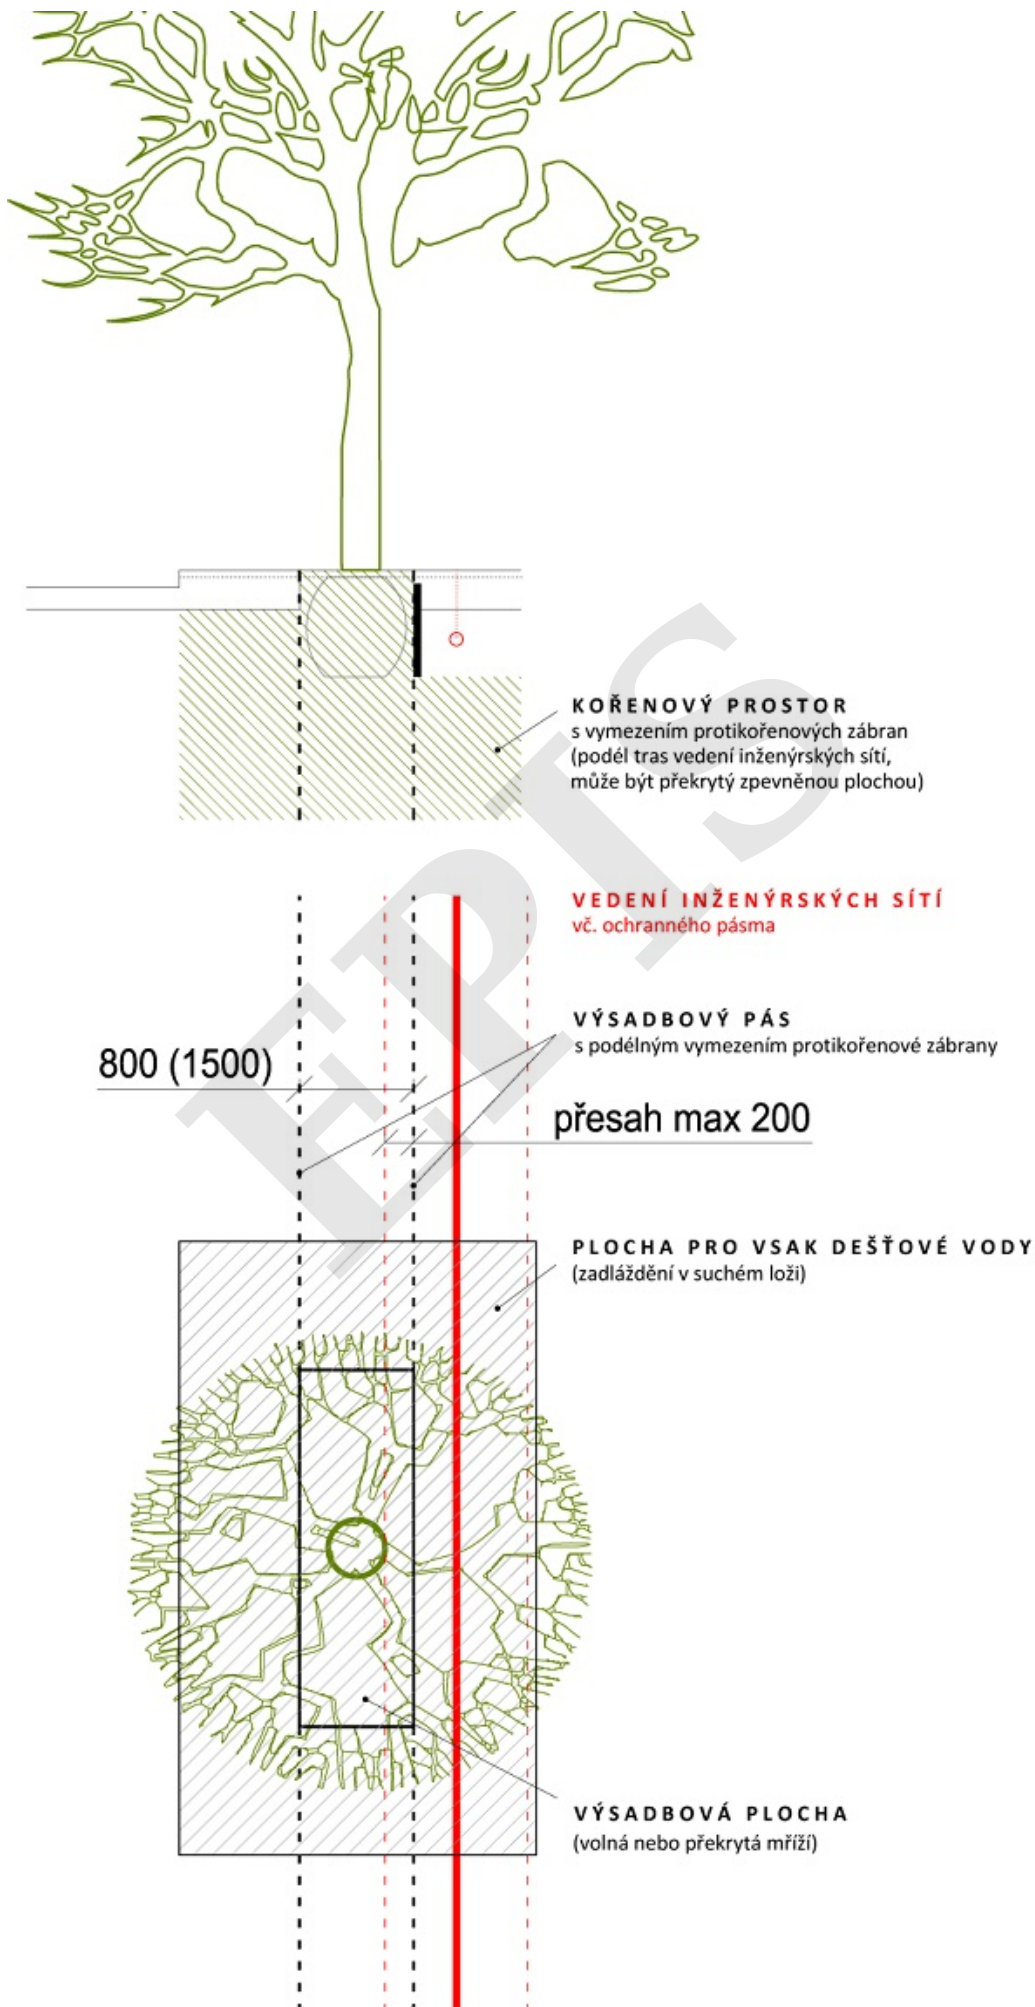 KOŘENOVÝ PROSTOR
s vymezením protikořenových zábran
(podél tras vedení inženýrských sítí,
může být překrytý zpevněnou plochou)
VEDENÍ INŽENÝRSKÝCH SÍTÍ
vč. ochranného pásma
VÝSADBOVÝ PÁS
s podélným vymezením protikořenové zábrany
800 (1500)
přesah max 200
PLOCHA PRO VSAK DEŠŤOVÉ VODY
(zadláždění v suchém loži)
VÝSADBOVÁ PLOCHA
(volná nebo překrytá mříží)
EPIS